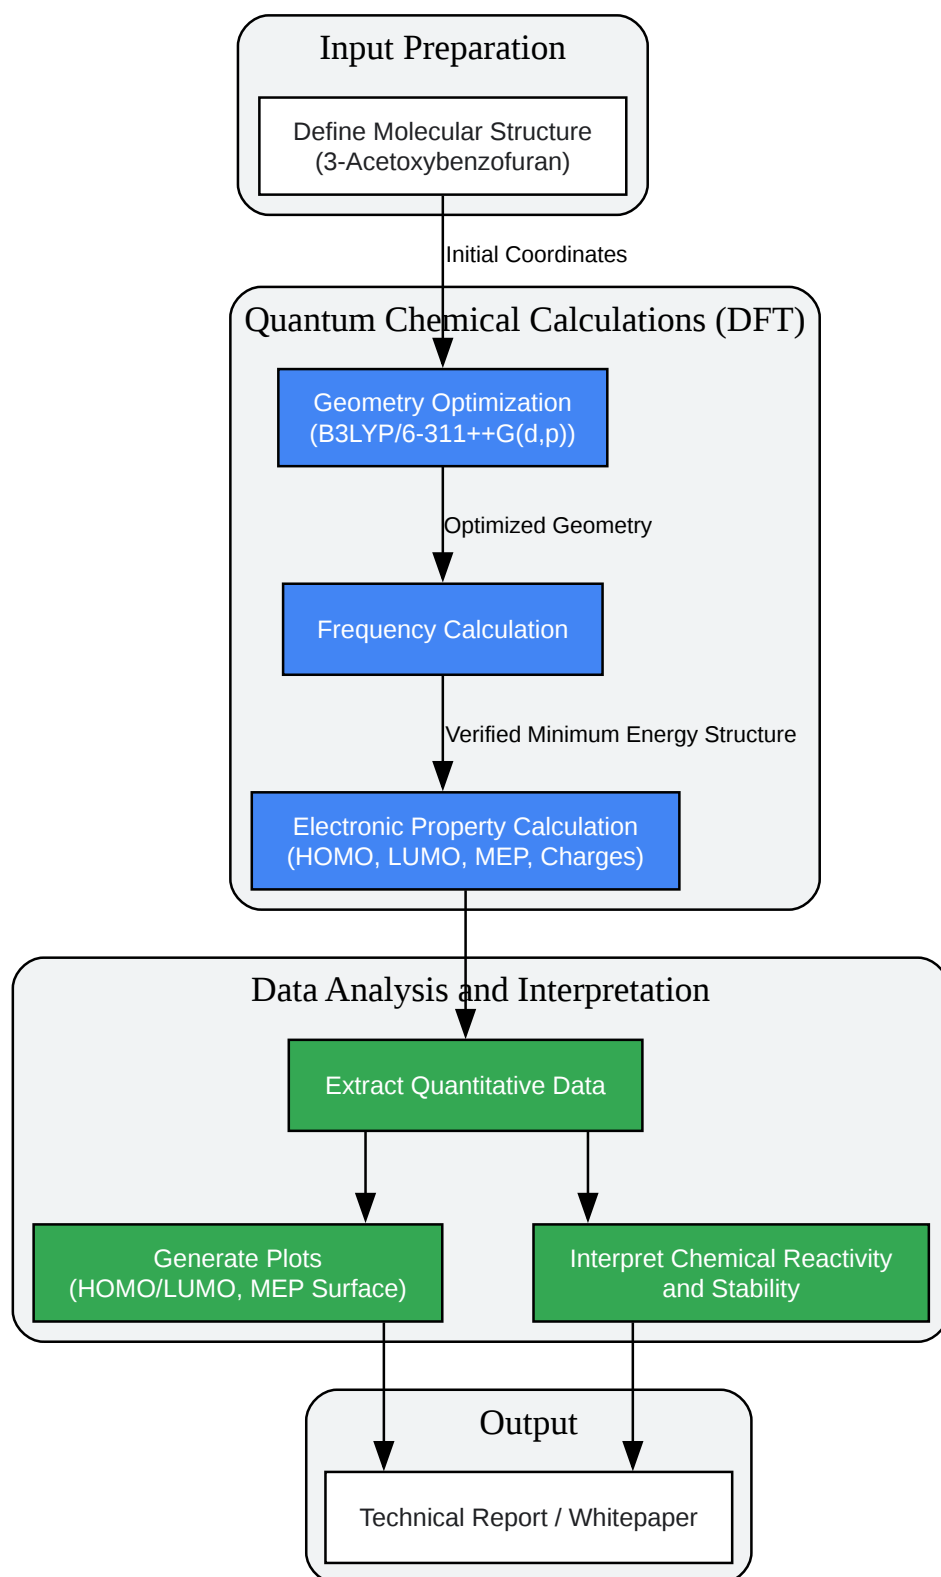 Input Preparation
Define Molecular Structure
(3-Acetoxybenzofuran)
Initial Coordinates
Quantum Chemical Calculations (DFT)
Geometry Optimization
(B3LYP/6-311++G(d,p))
Optimized Geometry
Frequency Calculation
Verified Minimum Energy Structure
Electronic Property Calculation
(HOMO, LUMO, MEP, Charges)
Data Analysis and Interpretation
Extract Quantitative Data
Generate Plots
(HOMO/LUMO, MEP Surface)
Interpret Chemical Reactivity
and Stability
Output
Technical Report / Whitepaper